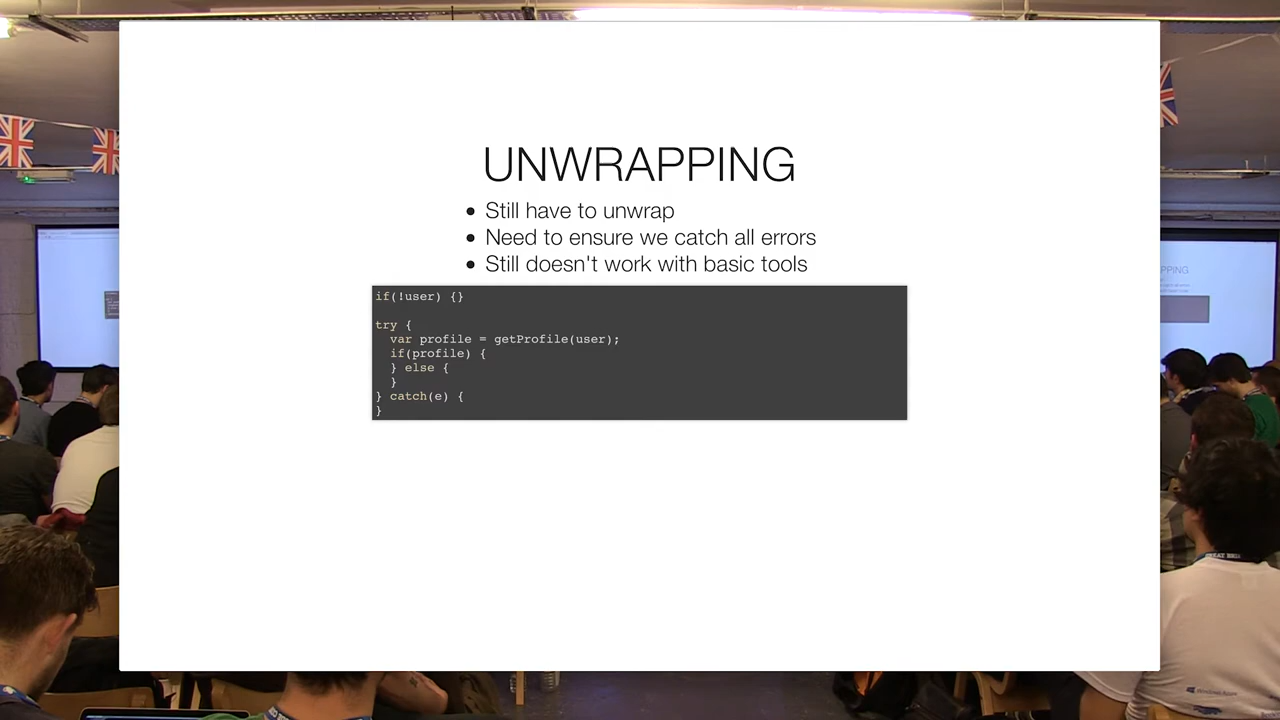 UNWRAPPING
• Still have to unwrap
• Need to ensure we catch all errors
• Still doesn't work with basic tools
if(!user) {}
try {
  var profile = getProfile(user);
  if(profile) {
  } else {
  }
} catch(e) {
}